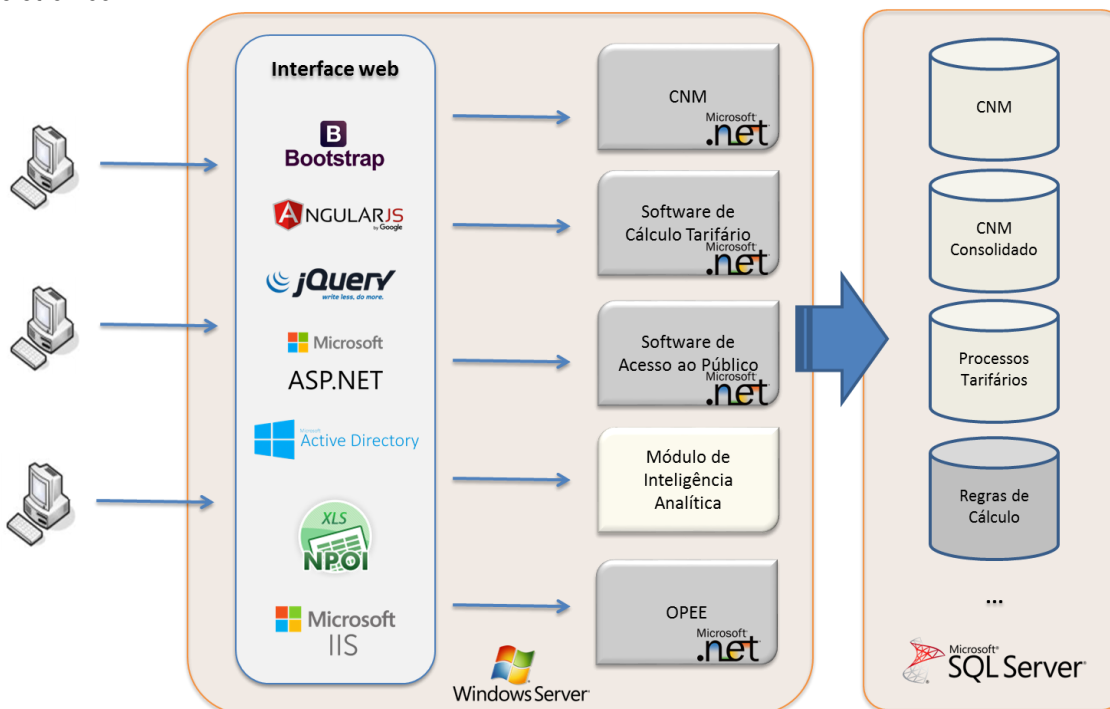 Interface web
B
Bootstrap
ANGULARJS
by Google
jQuery
write less, do more.
Microsoft
ASP.NET
Microsoft
Active Directory
XLS
NPOI
Microsoft
IIS
CNM
Microsoft
.net
Software de
Cálculo Tarifário
Microsoft
.net
Software de
Acesso ao Público
Microsoft
.net
Módulo de
Inteligência
Analítica
OPEE
Microsoft
.net
Windows Server
CNM
CNM
Consolidado
Processos
Tarifários
Regras de
Cálculo
...
Microsoft
SQL Server